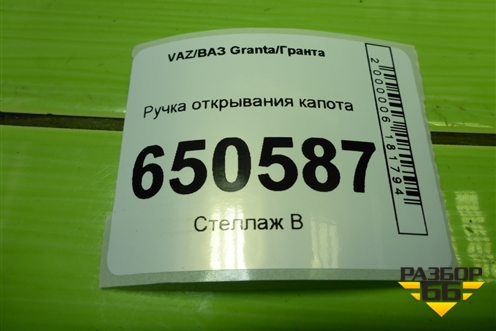 VAZ/ВАЗ Granta/Гранта
Ручка открывания капота
650587
Стеллаж В
2000006181794
РАЗБОР
66